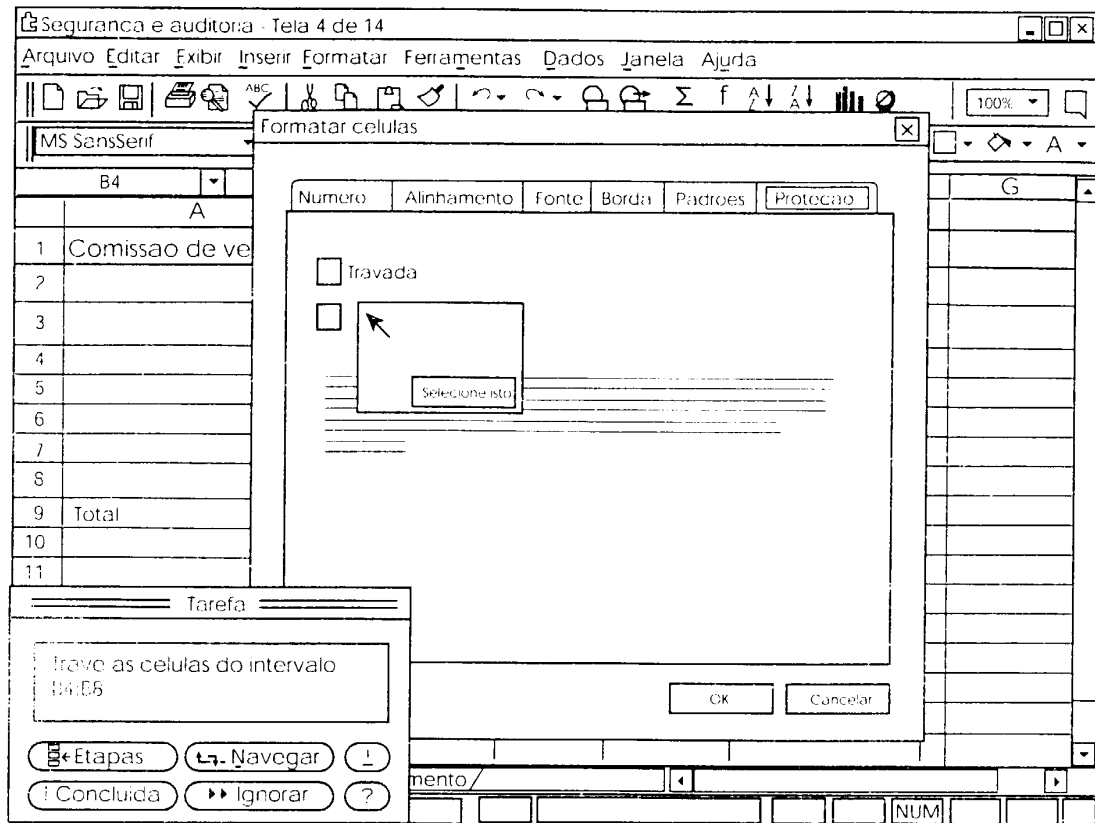 Seguranca e auditoria - Tela 4 de 14
Arquivo Editar Exibir Inserir Formatar Ferramentas Dados Janela Ajuda
ABC Σ f A Z Z A 100%
Formatar celulas
MS SansSerif A
B4
Numero Alinhamento Fonte Borda Padroes Protecao
A G
1 Comissao de ve
Travada
2
3
4
5
Selecione isto
6
7
8
9 Total
10
11
Tarefa
Trave as celulas do intervalo
B4:E8
OK Cancelar
Etapas Navegar !
mento
Concluida Ignorar ?
NUM